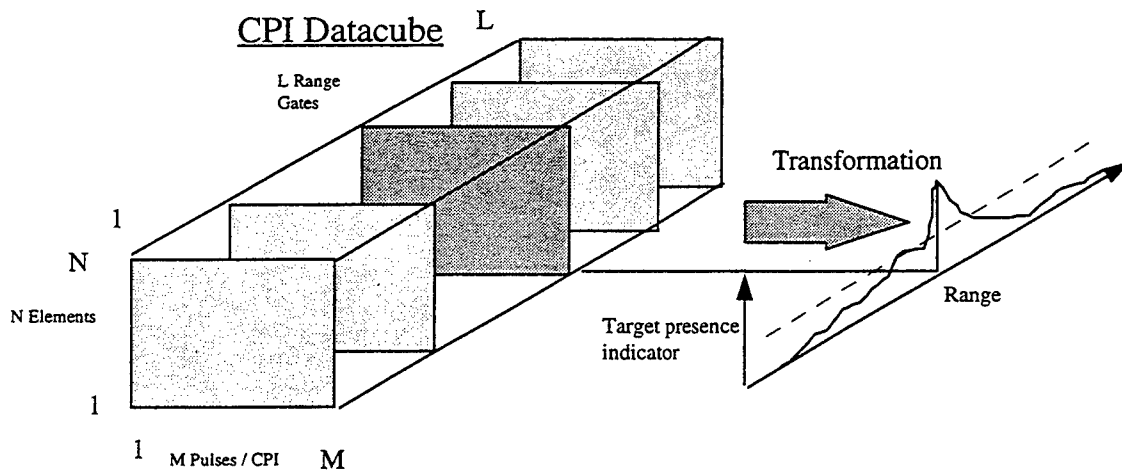 CPI Datacube
L
L Range
Gates
Transformation
1
N
N Elements
Range
Target presence
indicator
1
1
M Pulses / CPI
M